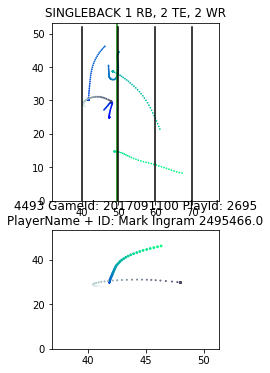 SINGLEBACK 1 RB, 2 TE, 2 WR
50
40
30
20
10
0
40 50 60 70
4493 GameId: 2017091100 PlayId: 2695
PlayerName + ID: Mark Ingram 2495466.0
40
20
0
40 45 50